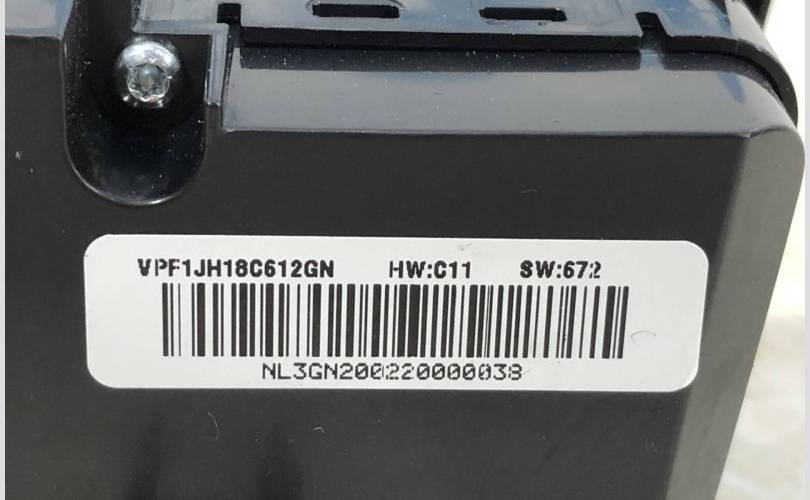 VPF1JH18C612GN HW:C11 SW:672
NL3GN200220000038